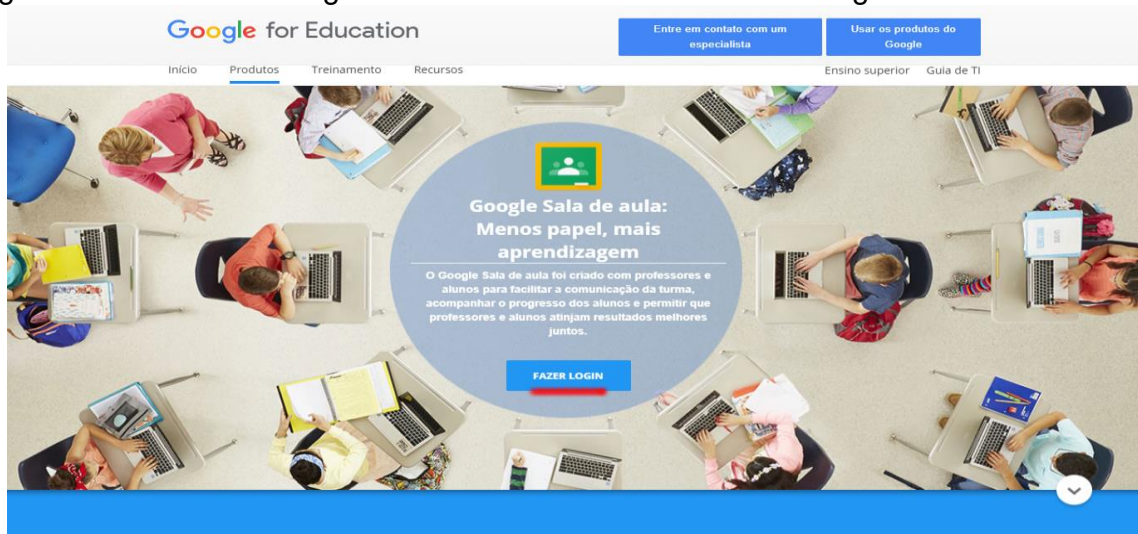 Google for Education
Entre em contato com um
especialista
Usar os produtos do
Google
Início Produtos Treinamento Recursos
Ensino superior Guia de TI
Google Sala de aula:
Menos papel, mais
aprendizagem
O Google Sala de aula foi criado com professores e
alunos para facilitar a comunicação da turma,
acompanhar o progresso dos alunos e permitir que
professores e alunos atinjam resultados melhores
juntos.
FAZER LOGIN